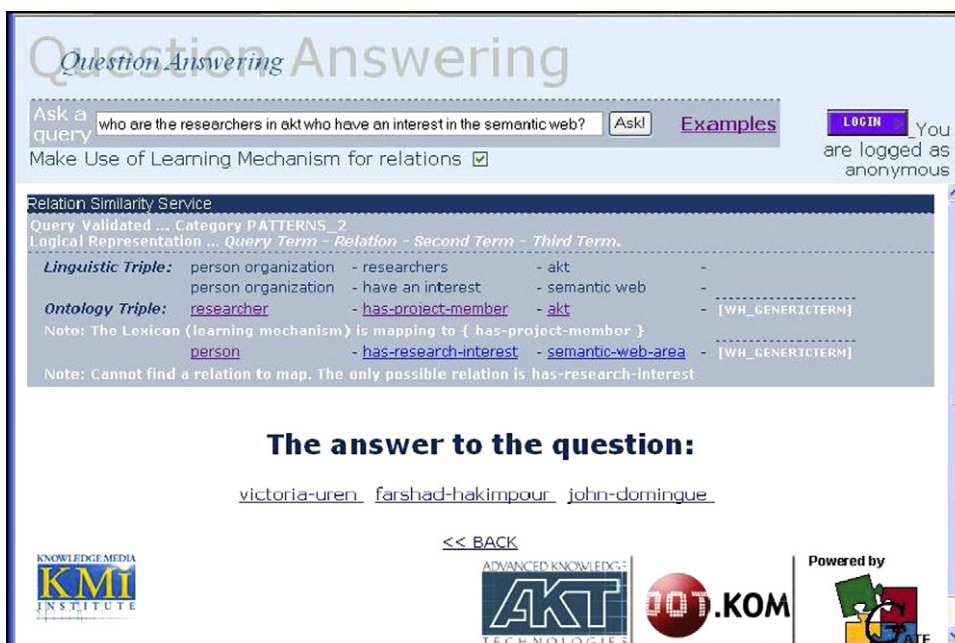 Question Answering
Question Answering
Ask a query who are the researchers in akt who have an interest in the semantic web? Ask! Examples
LOGIN You are logged as anonymous
Make Use of Learning Mechanism for relations
Relation Similarity Service
Query Validated ... Category PATTERNS_2
Logical Representation ... Query Term - Relation - Second Term - Third Term.
Linguistic Triple: person organization - researchers - akt -
person organization - have an interest - semantic web -
Ontology Triple: researcher - has-project-member - akt - [WH_GENERICTERM]
Note: The Lexicon (learning mechanism) is mapping to { has-project-member }
person - has-research-interest - semantic-web-area - [WH_GENERICTERM]
Note: Cannot find a relation to map. The only possible relation is has-research-interest
The answer to the question:
victoria-uren farshad-hakimpour john-domingue
<< BACK
KNOWLEDGE MEDIA
KMi
INSTITUTE
ADVANCED KNOWLEDGE
AKT
TECHNOLOGIES
DOT.KOM
Powered by
GATE